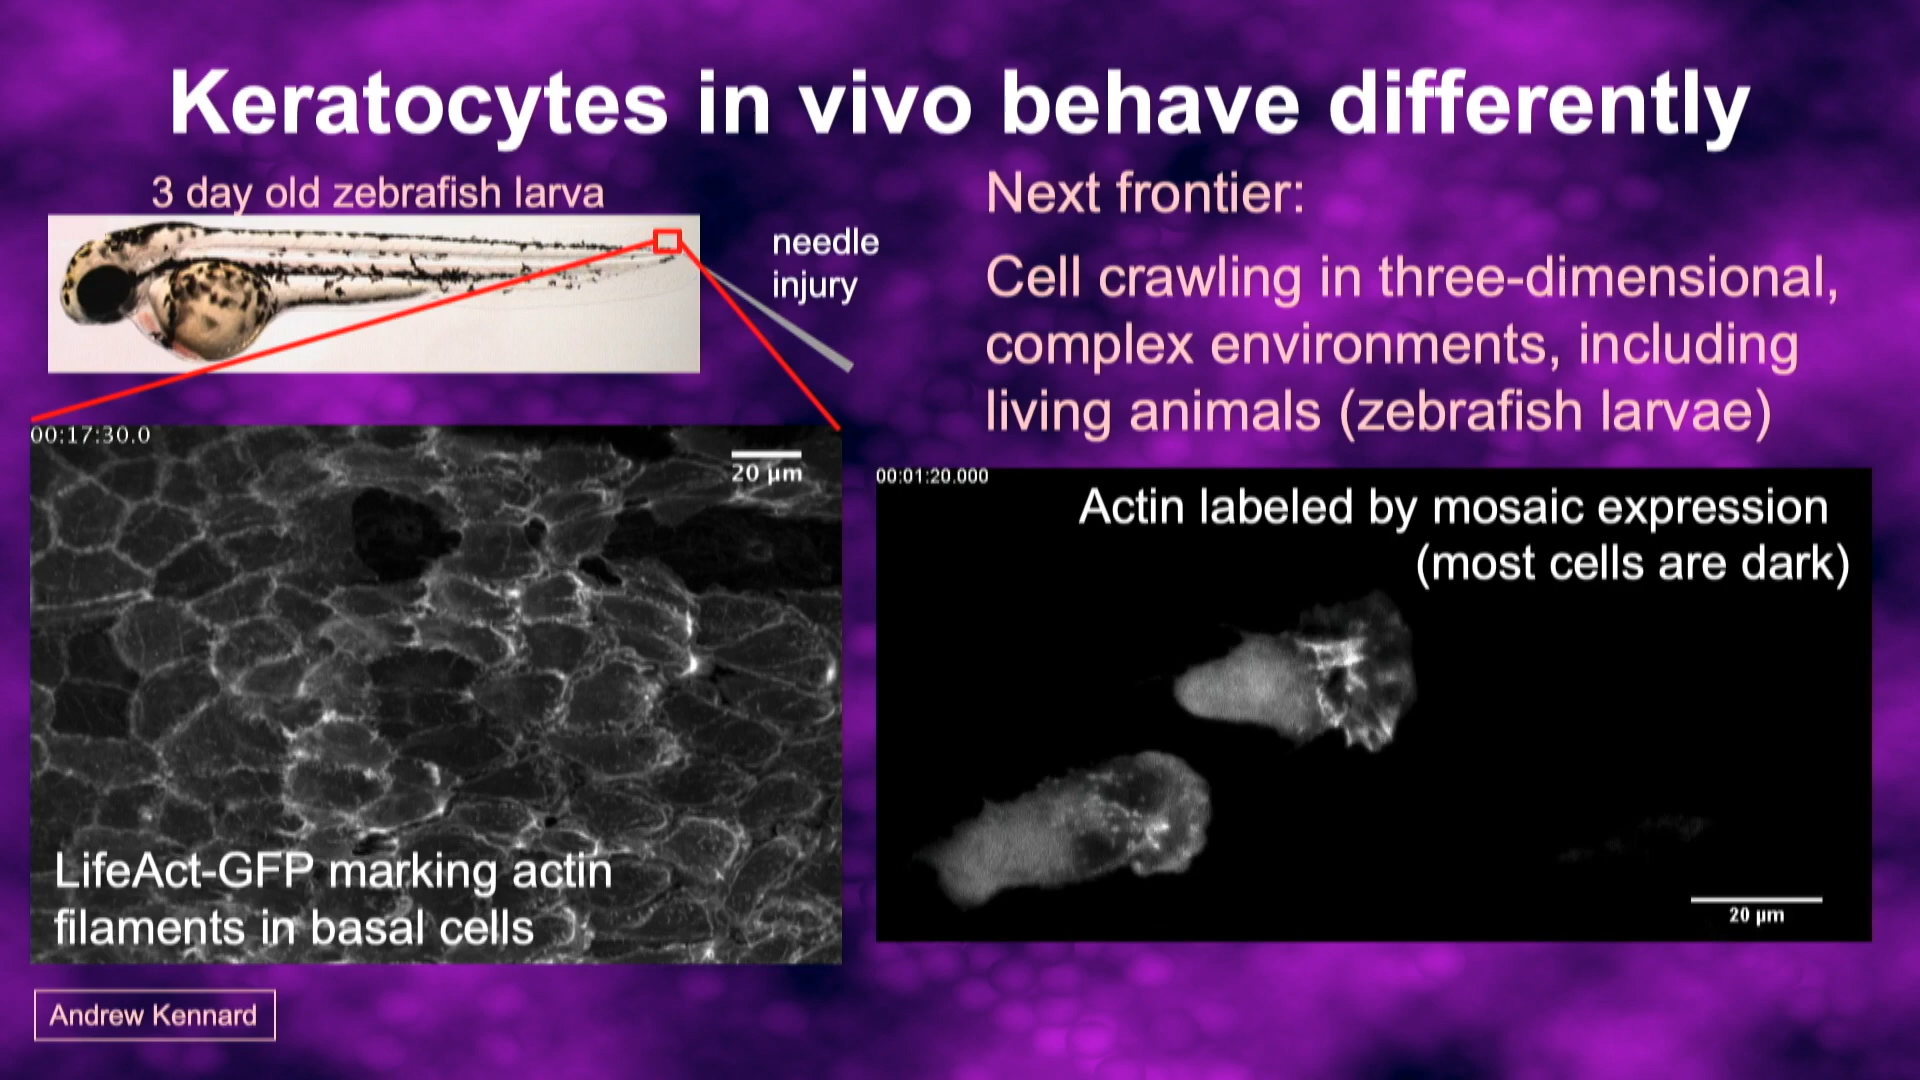 Keratocytes in vivo behave differently
3 day old zebrafish larva
needle
injury
Next frontier:
Cell crawling in three-dimensional,
complex environments, including
living animals (zebrafish larvae)
00:17:30.0
20 µm
LifeAct-GFP marking actin
filaments in basal cells
00:01:20.000
Actin labeled by mosaic expression
(most cells are dark)
20 µm
Andrew Kennard